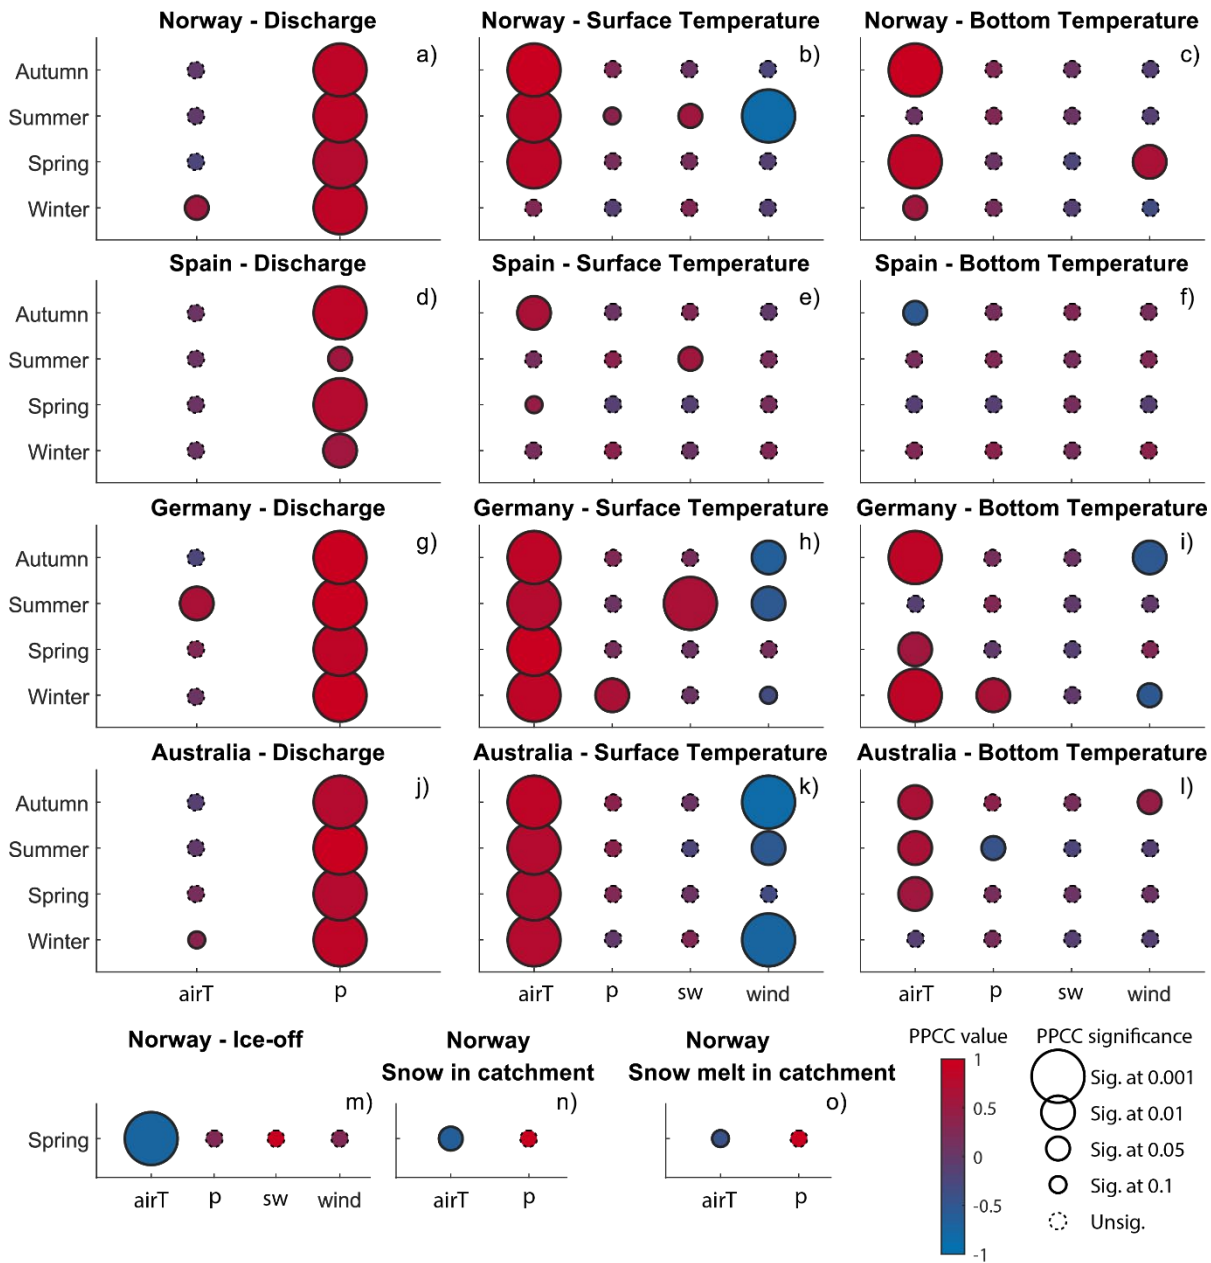 Norway - Discharge
Norway - Surface Temperature
Norway - Bottom Temperature
a)
b)
c)
Autumn
Summer
Spring
Winter
Spain - Discharge
Spain - Surface Temperature
Spain - Bottom Temperature
d)
e)
f)
Autumn
Summer
Spring
Winter
Germany - Discharge
Germany - Surface Temperature
Germany - Bottom Temperature
g)
h)
i)
Autumn
Summer
Spring
Winter
Australia - Discharge
Australia - Surface Temperature
Australia - Bottom Temperature
j)
k)
l)
Autumn
Summer
Spring
Winter
airT p
airT p sw wind
airT p sw wind
Norway - Ice-off
m)
Spring
airT p sw wind
Norway
Snow in catchment
n)
airT p
Norway
Snow melt in catchment
o)
airT p
PPCC value
1
0.5
0
-0.5
-1
PPCC significance
Sig. at 0.001
Sig. at 0.01
Sig. at 0.05
Sig. at 0.1
Unsig.